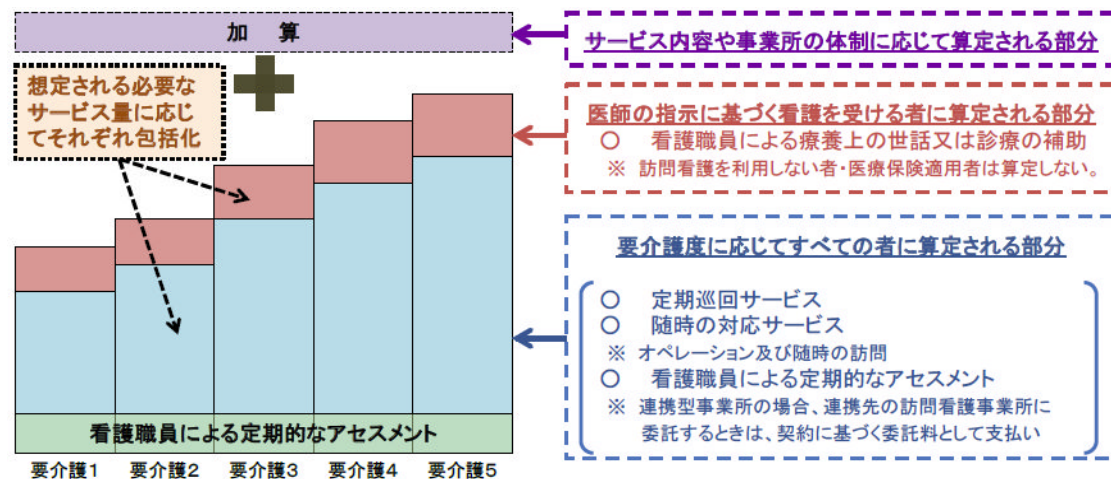 加　算
想定される必要な
サービス量に応じ
てそれぞれ包括化
看護職員による定期的なアセスメント
要介護1　要介護2　要介護3　要介護4　要介護5
サービス内容や事業所の体制に応じて算定される部分
医師の指示に基づく看護を受ける者に算定される部分
○　看護職員による療養上の世話又は診療の補助
※　訪問看護を利用しない者・医療保険適用者は算定しない。
要介護度に応じてすべての者に算定される部分
○　定期巡回サービス
○　随時の対応サービス
※　オペレーション及び随時の訪問
○　看護職員による定期的なアセスメント
※　連携型事業所の場合、連携先の訪問看護事業所に
委託するときは、契約に基づく委託料として支払い